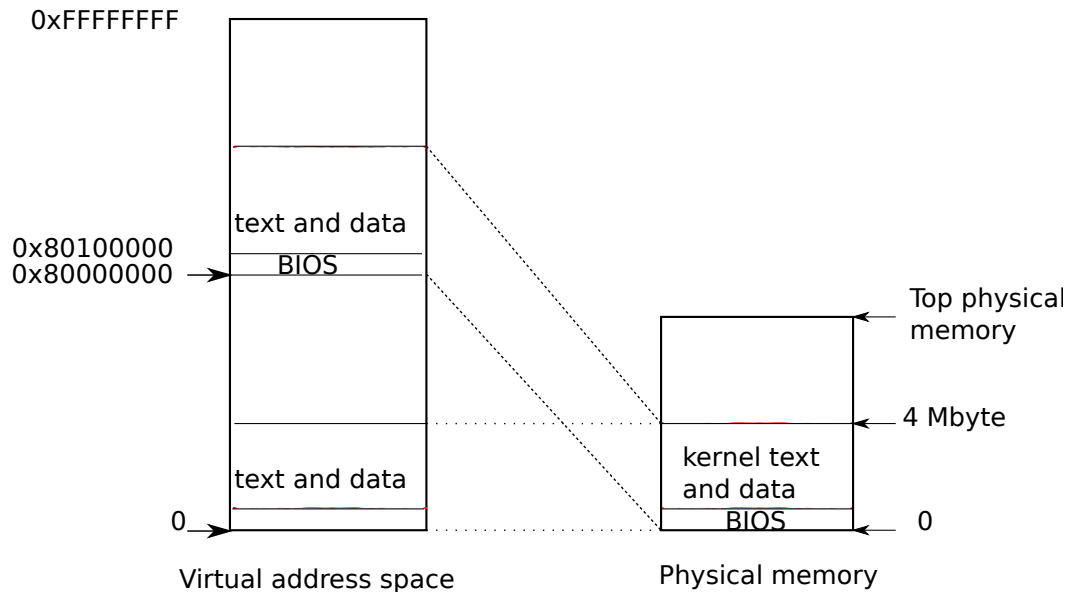 0xFFFFFFFF
text and data
0x80100000
BIOS
0x80000000
Top physical
memory
4 Mbyte
kernel text
and data
text and data
BIOS
0
0
Virtual address space
Physical memory